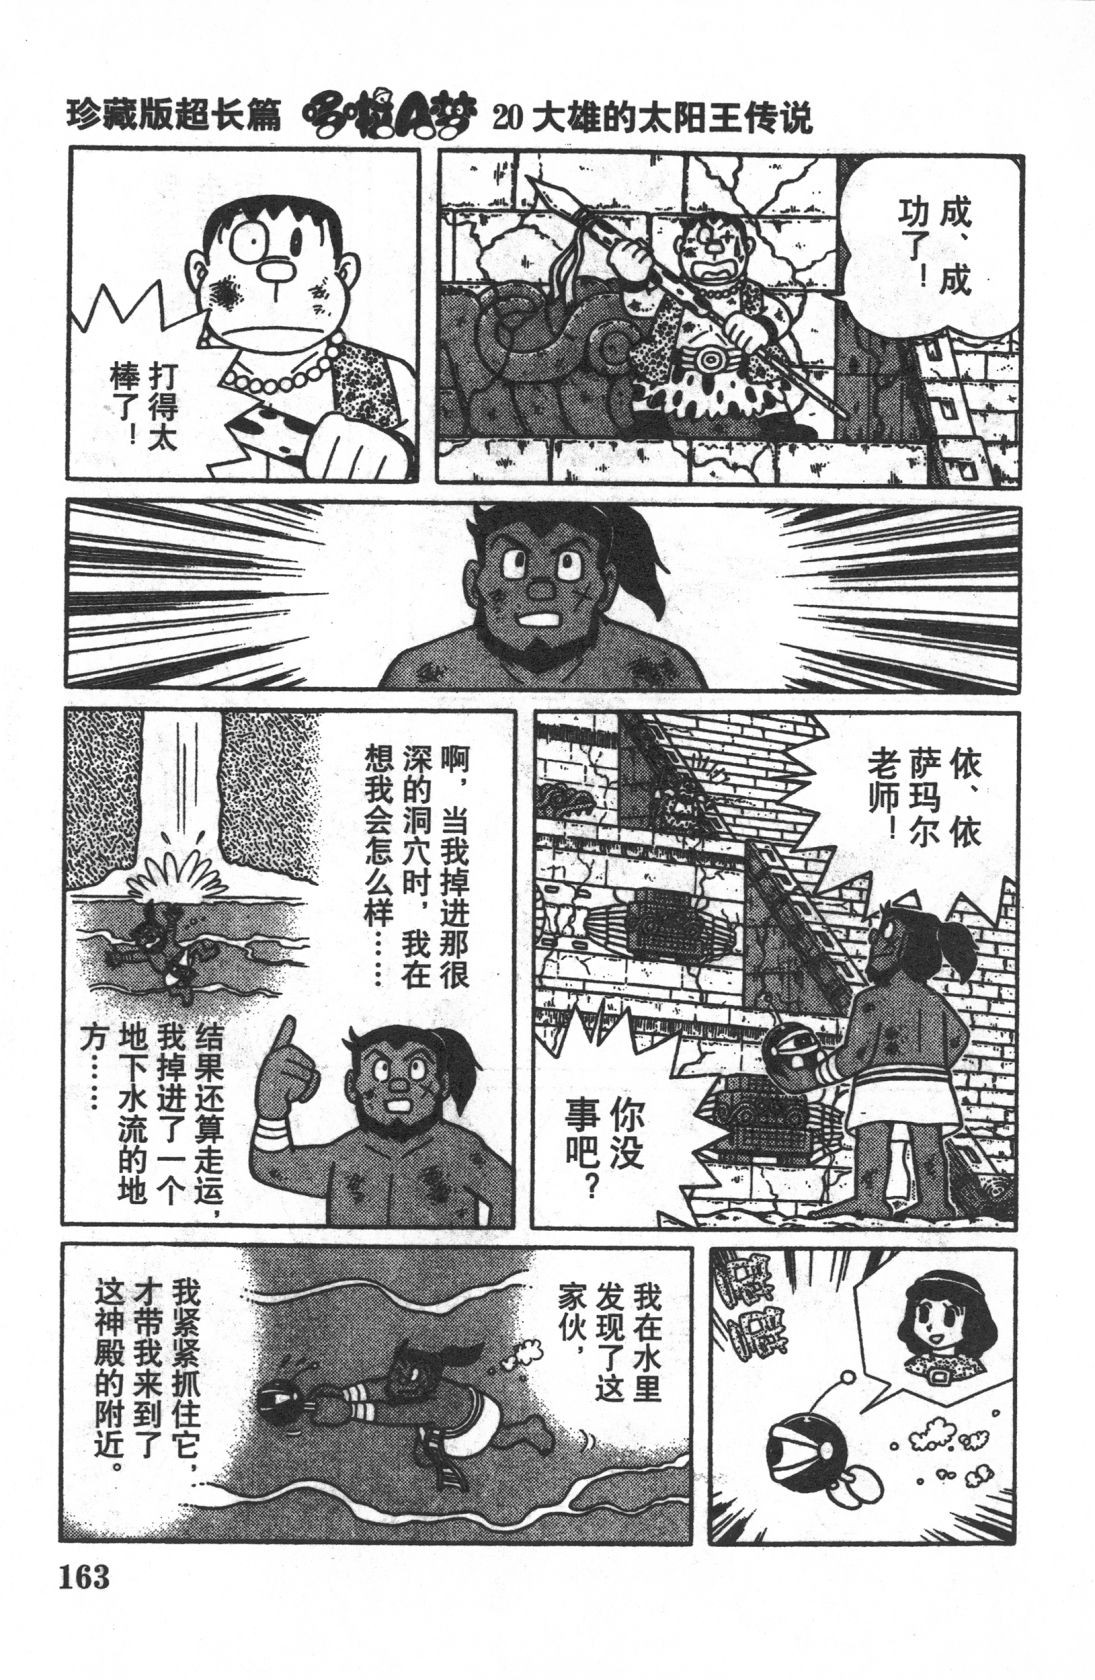 珍藏版超长篇 哆啦A梦 20 大雄的太阳王传说
成、成
功了！
打得太
棒了！
依、依
萨玛尔
老师！
你没
事吧？
啊，当我掉进那很
深的洞穴时，我在
想我会怎么样……
结果还算走运，
我掉进了一个
地下水流的地
方……
我在水里
发现了这
家伙，
我紧紧抓住它，
才带我来到了
这神殿的附近。
163